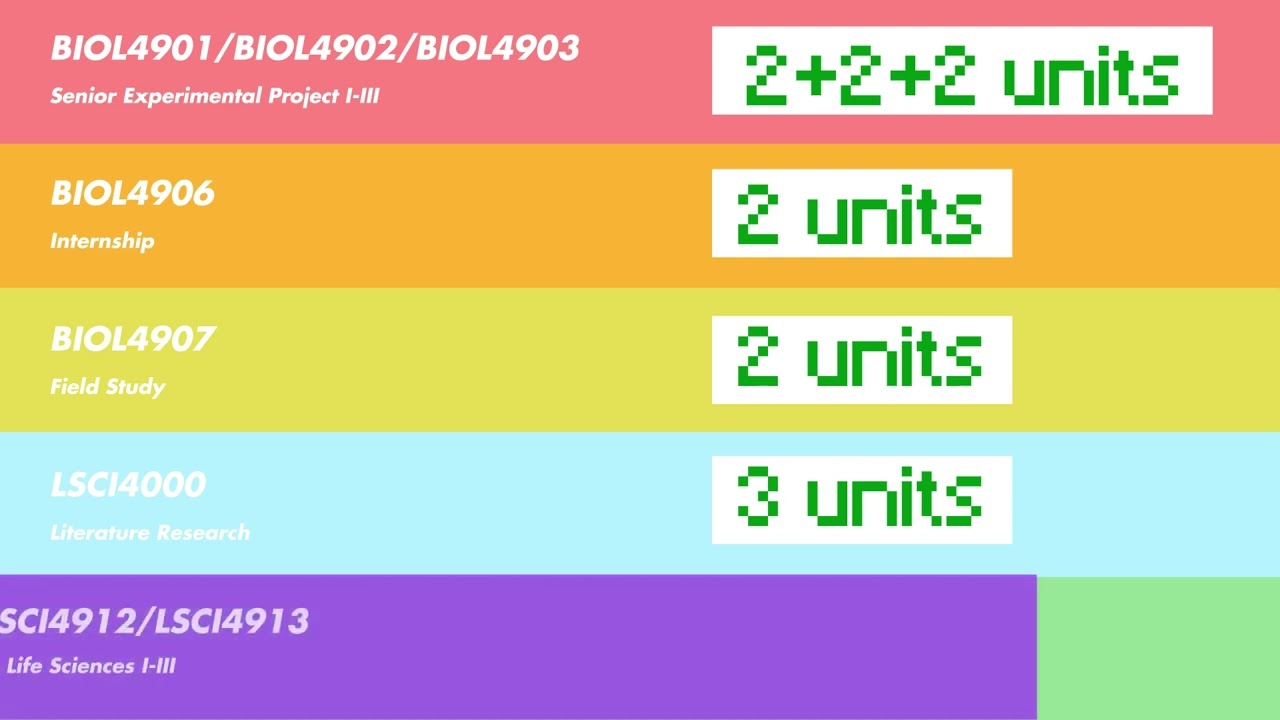 BIOL4901/BIOL4902/BIOL4903
2+2+2 units
Senior Experimental Project I-III
BIOL4906
2 units
Internship
BIOL4907
2 units
Field Study
LSCI4000
3 units
Literature Research
SCI4912/LSCI4913
Life Sciences I-III